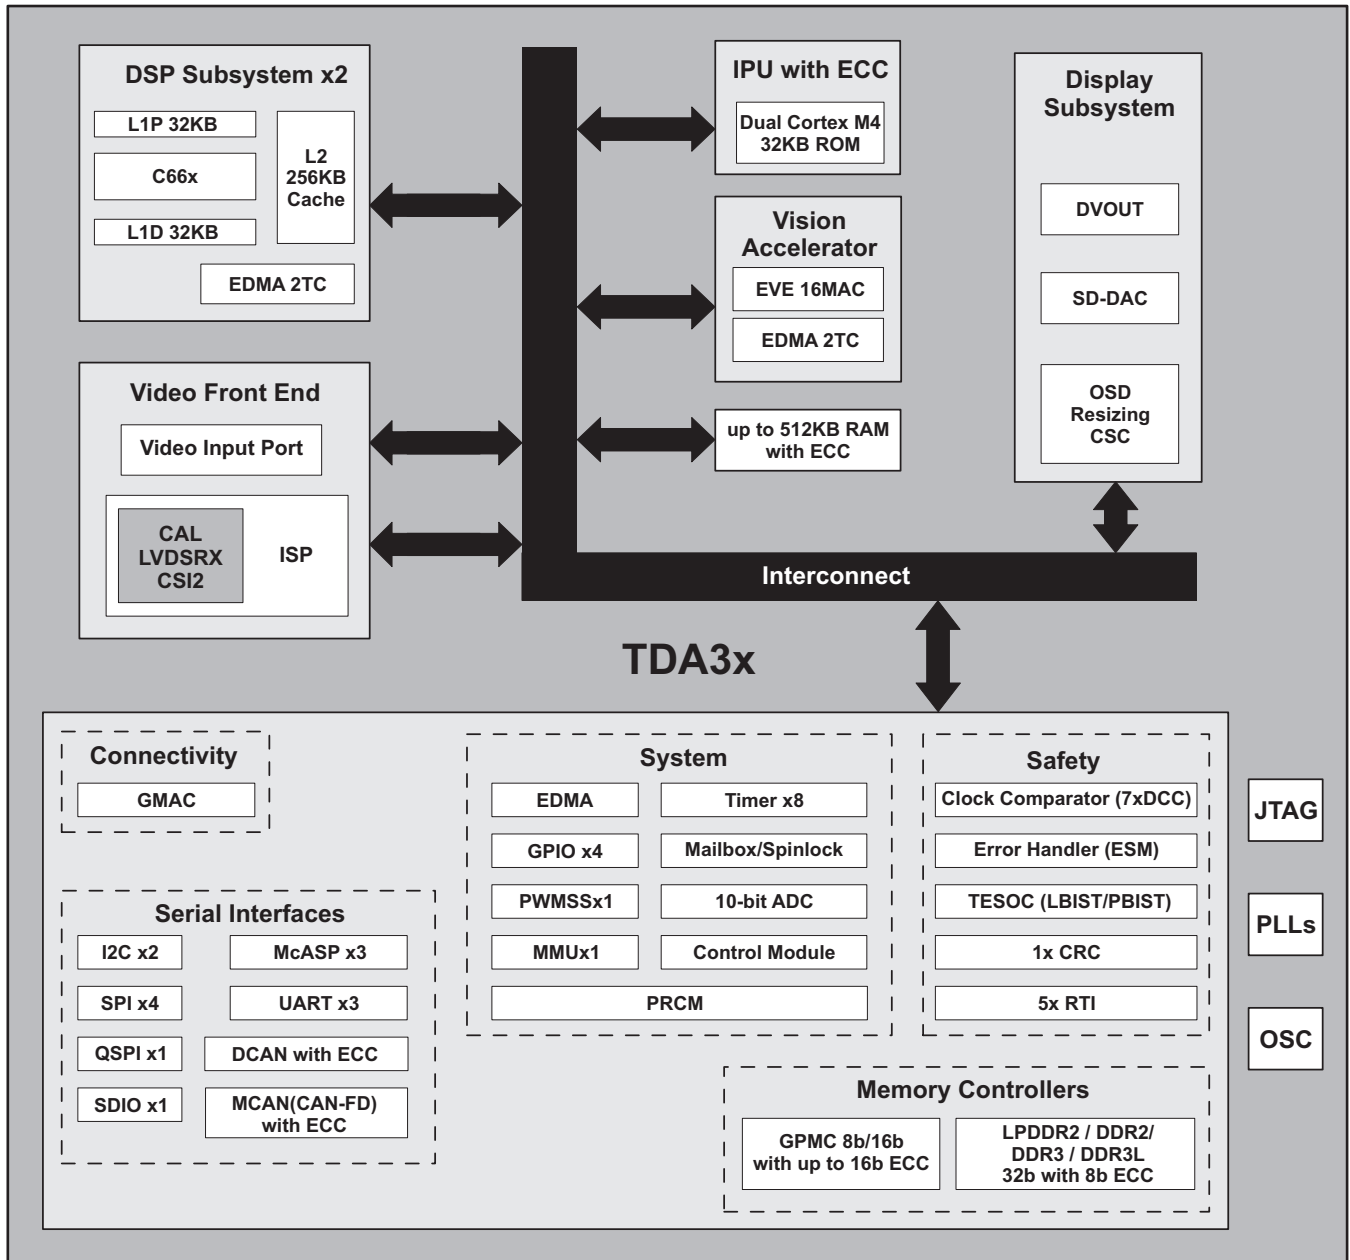 DSP Subsystem x2
L1P 32KB
C66x
L1D 32KB
L2
256KB
Cache
EDMA 2TC
IPU with ECC
Dual Cortex M4
32KB ROM
Vision
Accelerator
EVE 16MAC
EDMA 2TC
up to 512KB RAM
with ECC
Display
Subsystem
DVOUT
SD-DAC
OSD
Resizing
CSC
Video Front End
Video Input Port
CAL
LVDSRX
CSI2
ISP
Interconnect
TDA3x
Connectivity
GMAC
Serial Interfaces
I2C x2
McASP x3
SPI x4
UART x3
QSPI x1
DCAN with ECC
SDIO x1
MCAN(CAN-FD)
with ECC
System
EDMA
Timer x8
GPIO x4
Mailbox/Spinlock
PWMSSx1
10-bit ADC
MMUx1
Control Module
PRCM
Safety
Clock Comparator (7xDCC)
Error Handler (ESM)
TESOC (LBIST/PBIST)
1x CRC
5x RTI
Memory Controllers
GPMC 8b/16b
with up to 16b ECC
LPDDR2 / DDR2/
DDR3 / DDR3L
32b with 8b ECC
JTAG
PLLs
OSC